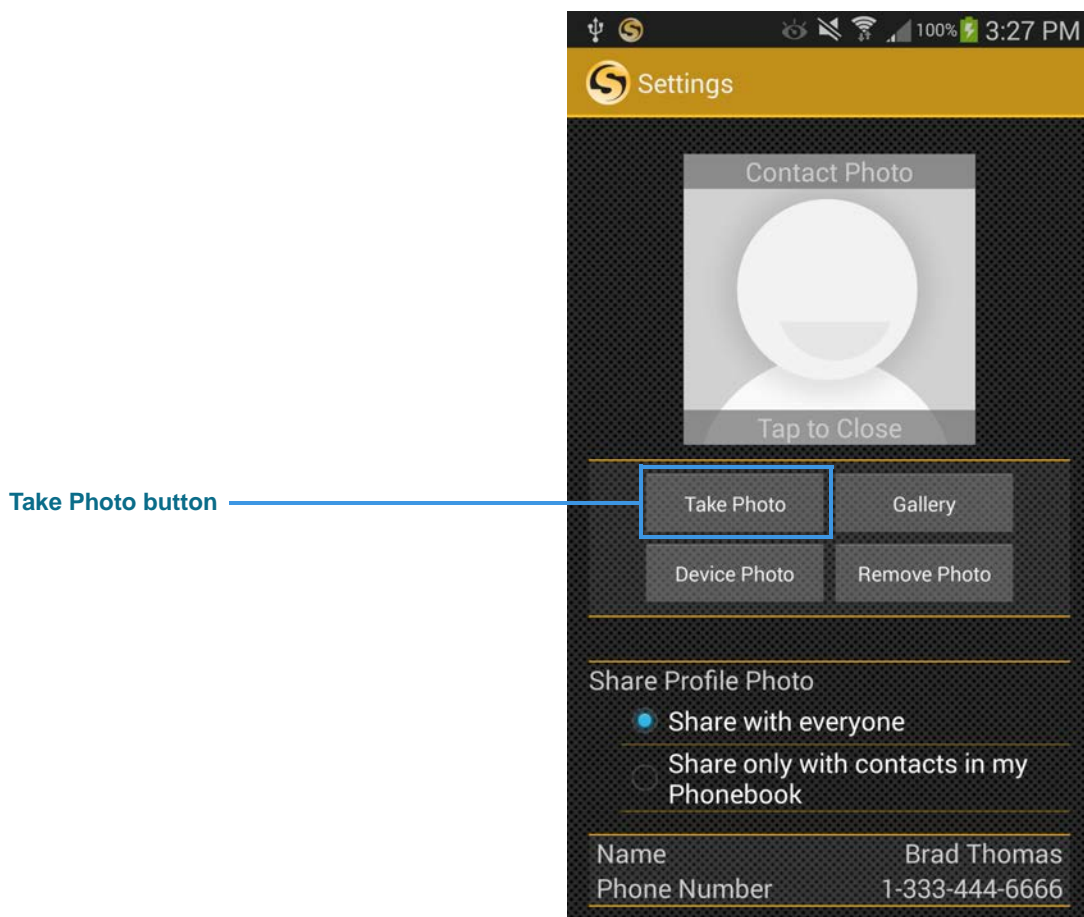 100% 3:27 PM
Settings
Contact Photo
Tap to Close
Take Photo button
Take Photo Gallery
Device Photo Remove Photo
Share Profile Photo
Share with everyone
Share only with contacts in my
Phonebook
Name Brad Thomas
Phone Number 1-333-444-6666